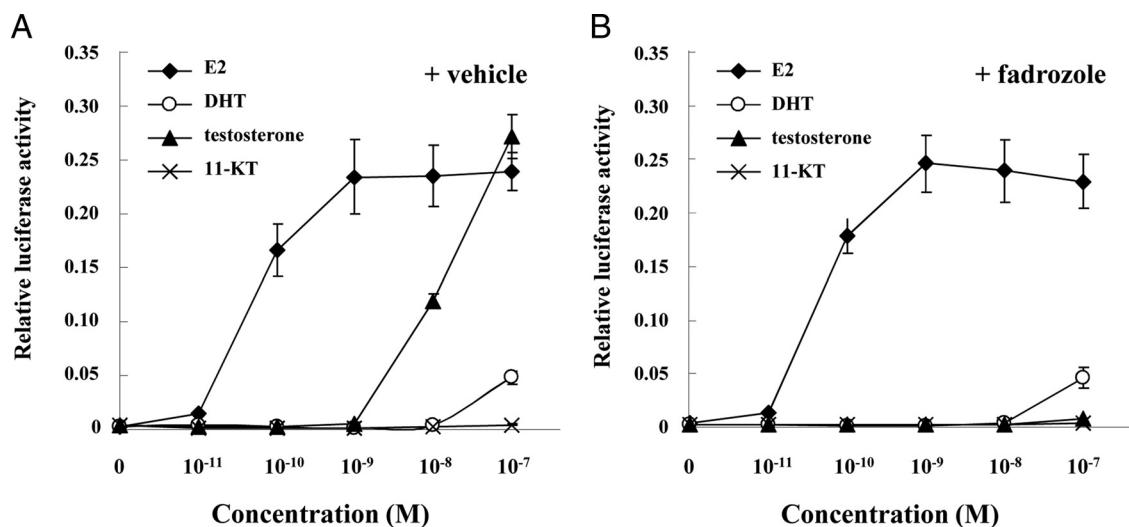 A
Relative luciferase activity
0.35
0.30
0.25
0.20
0.15
0.10
0.05
0
E2
DHT
testosterone
11-KT
+ vehicle
0 10⁻¹¹ 10⁻¹⁰ 10⁻⁹ 10⁻⁸ 10⁻⁷
Concentration (M)
B
Relative luciferase activity
0.35
0.30
0.25
0.20
0.15
0.10
0.05
0
E2
DHT
testosterone
11-KT
+ fadrozole
0 10⁻¹¹ 10⁻¹⁰ 10⁻⁹ 10⁻⁸ 10⁻⁷
Concentration (M)